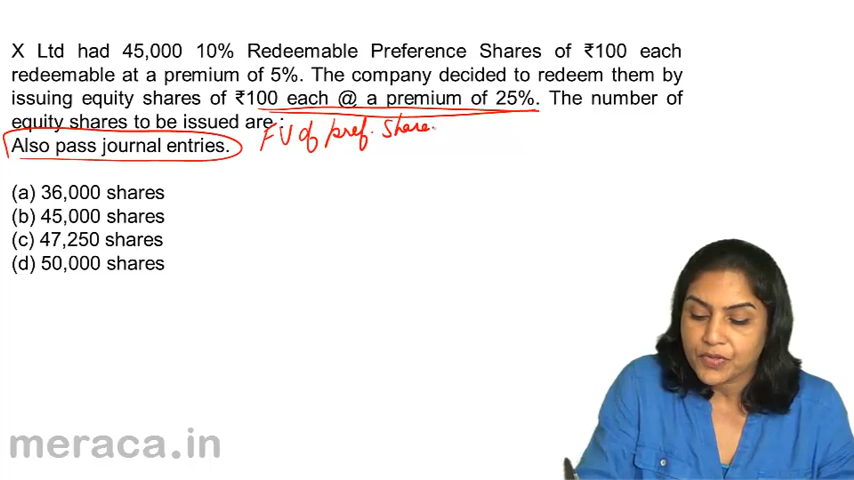 X Ltd had 45,000 10% Redeemable Preference Shares of ₹100 each
redeemable at a premium of 5%. The company decided to redeem them by
issuing equity shares of ₹100 each @ a premium of 25%. The number of
equity shares to be issued are :
FV of pref. share.
Also pass journal entries.
(a) 36,000 shares
(b) 45,000 shares
(c) 47,250 shares
(d) 50,000 shares
meraca.in